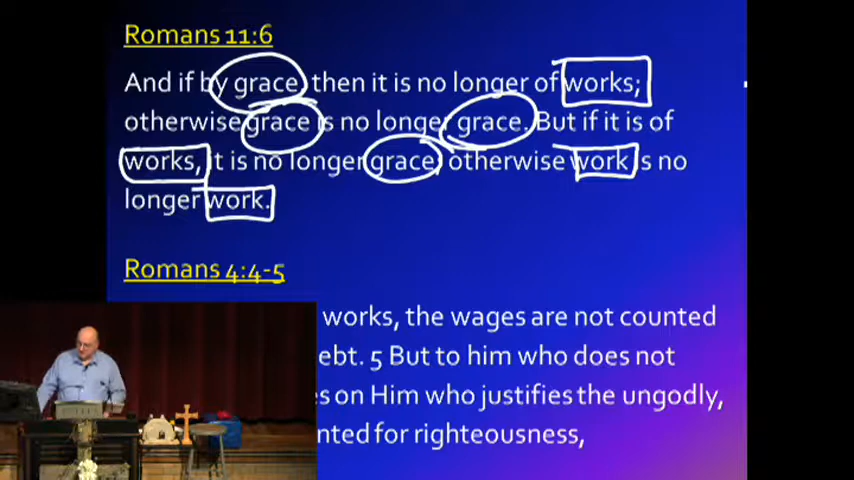 Romans 11:6
And if by grace, then it is no longer of works;
otherwise grace is no longer grace. But if it is of
works, it is no longer grace; otherwise work is no
longer work.
Romans 4:4-5
works, the wages are not counted
ebt. 5 But to him who does not
s on Him who justifies the ungodly,
nted for righteousness,